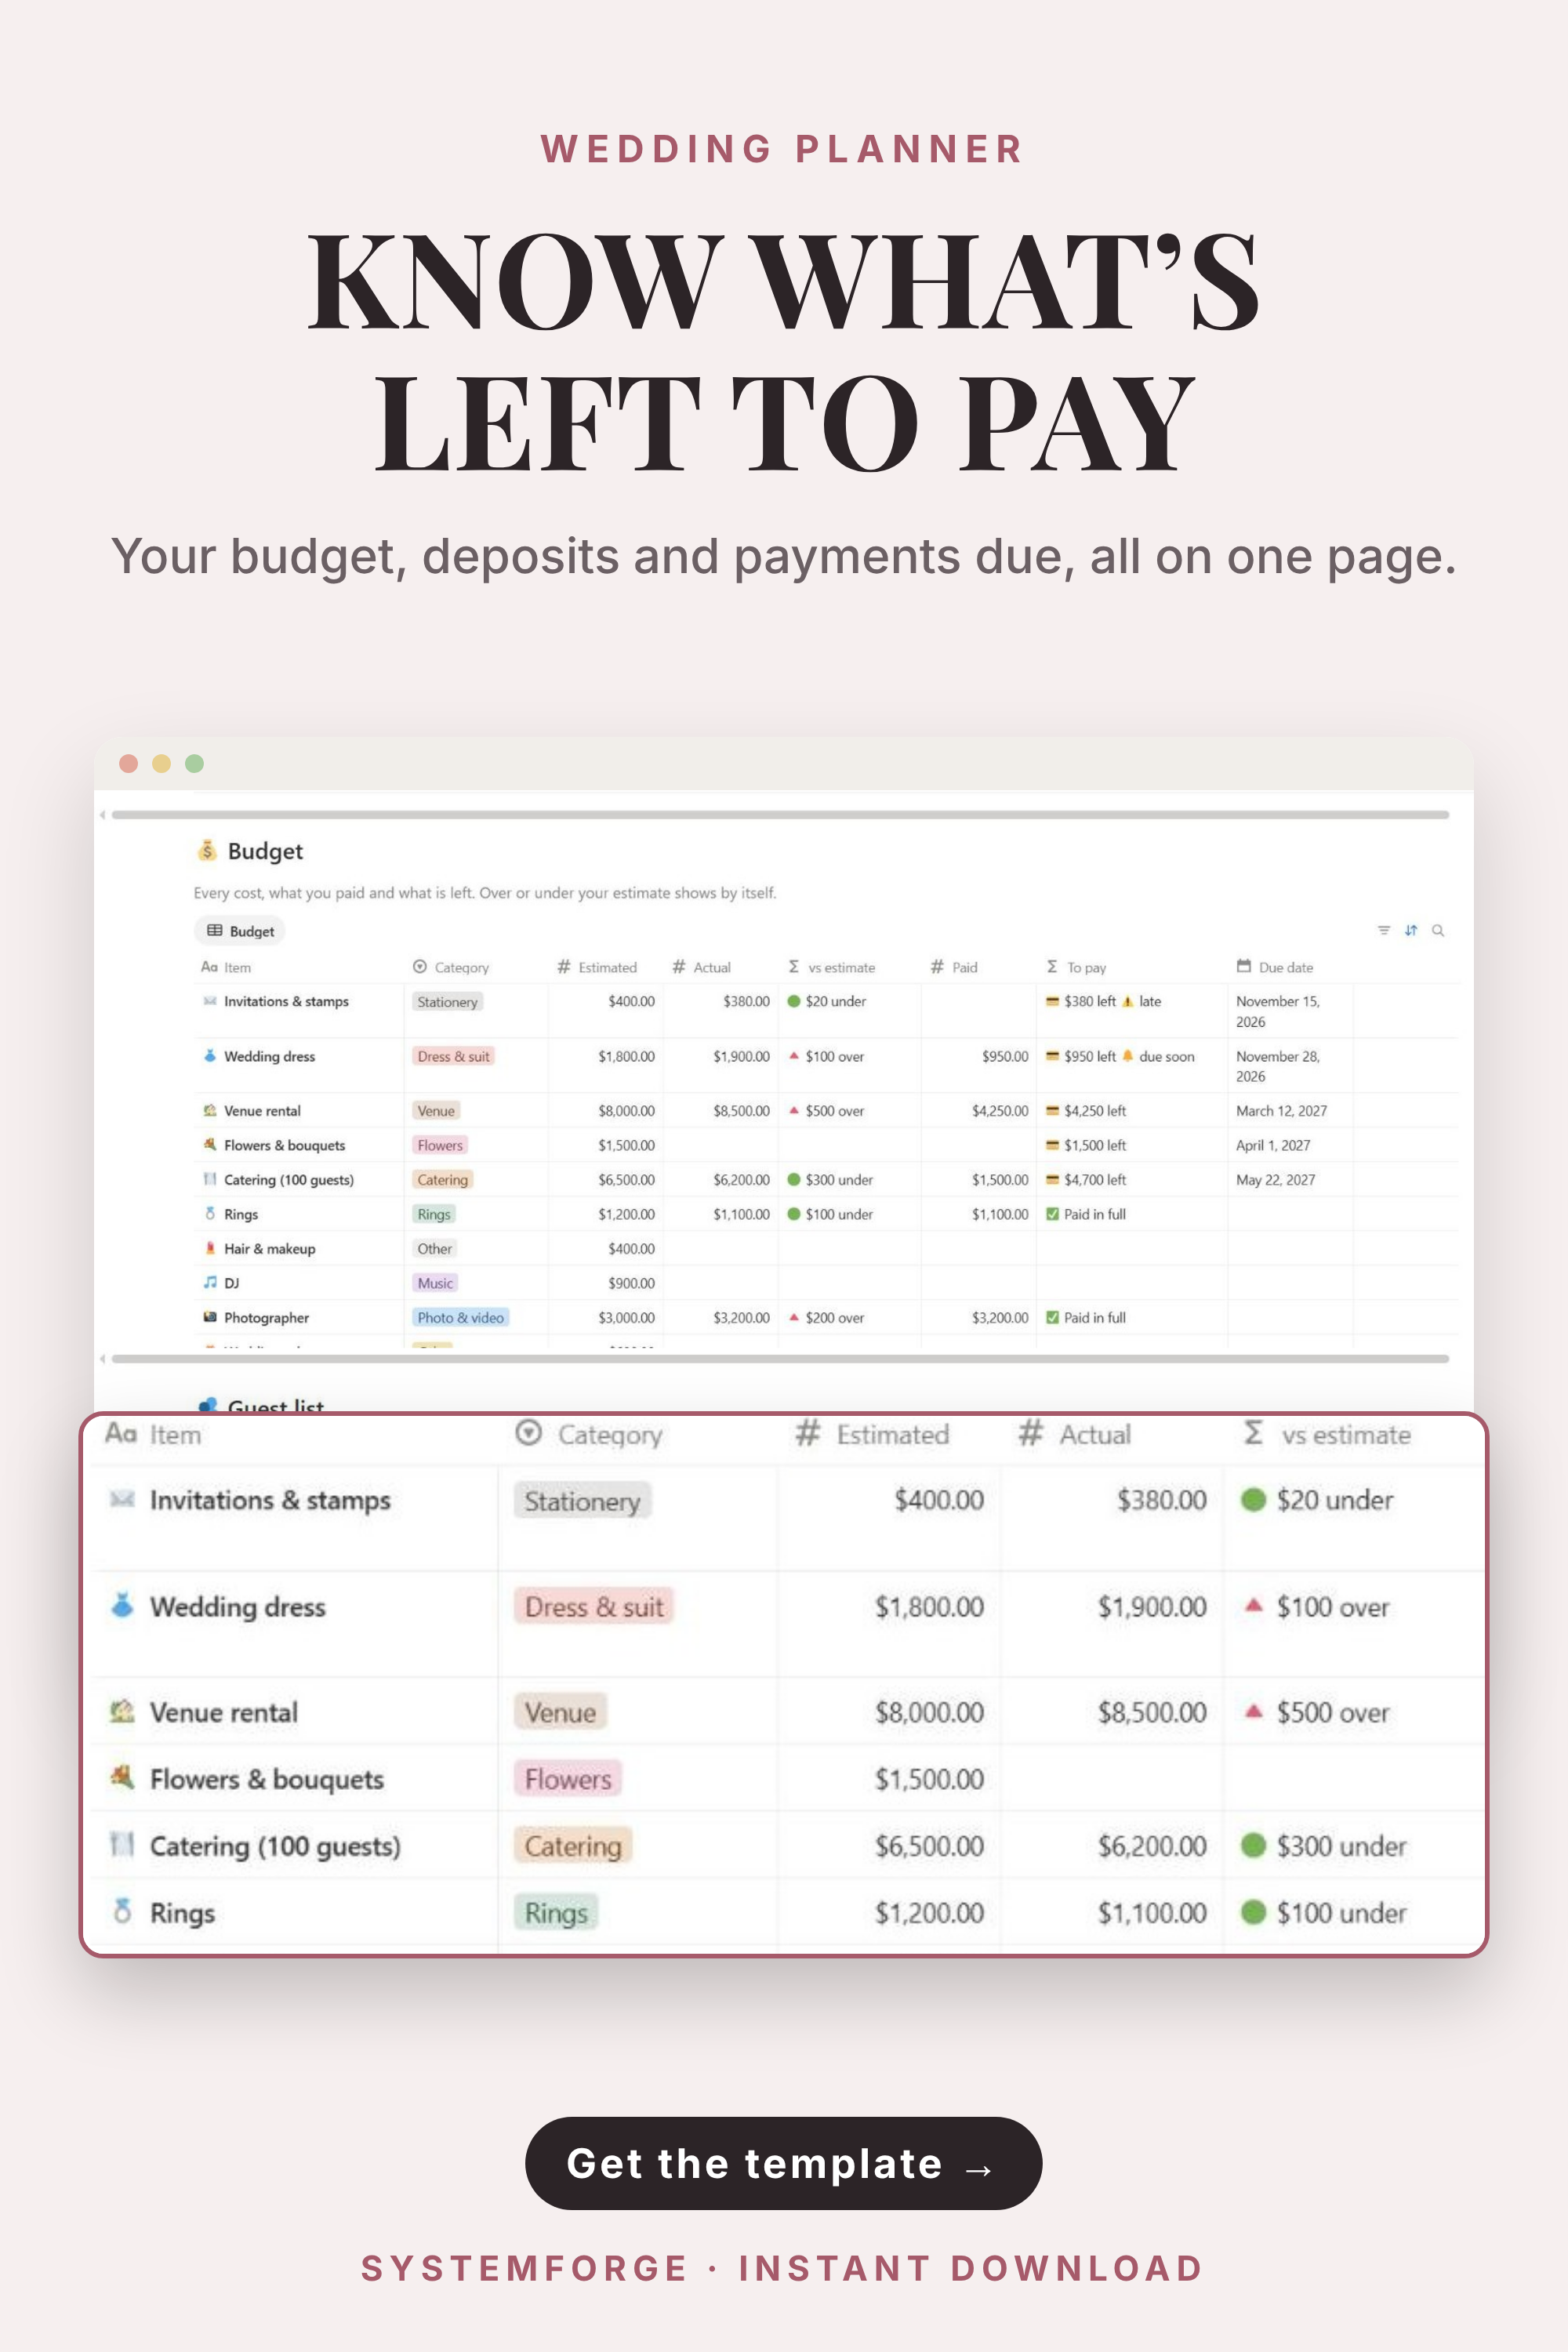 WEDDING PLANNER
KNOW WHAT’S
LEFT TO PAY
Your budget, deposits and payments due, all on one page.
Budget
Every cost, what you paid and what is left. Over or under your estimate shows by itself.
Budget
Aa Item Category # Estimated # Actual Σ vs estimate # Paid Σ To pay Due date
Invitations & stamps Stationery $400.00 $380.00 $20 under $380 left late November 15,
2026
Wedding dress Dress & suit $1,800.00 $1,900.00 $100 over $950.00 $950 left due soon November 28,
2026
Venue rental Venue $8,000.00 $8,500.00 $500 over $4,250.00 $4,250 left March 12, 2027
Flowers & bouquets Flowers $1,500.00 $1,500 left April 1, 2027
Catering (100 guests) Catering $6,500.00 $6,200.00 $300 under $1,500.00 $4,700 left May 22, 2027
Rings Rings $1,200.00 $1,100.00 $100 under $1,100.00 Paid in full
Hair & makeup Other $400.00
DJ Music $900.00
Photographer Photo & video $3,000.00 $3,200.00 $200 over $3,200.00 Paid in full
Guest list
Aa Item Category # Estimated # Actual Σ vs estimate
Invitations & stamps Stationery $400.00 $380.00 $20 under
Wedding dress Dress & suit $1,800.00 $1,900.00 $100 over
Venue rental Venue $8,000.00 $8,500.00 $500 over
Flowers & bouquets Flowers $1,500.00
Catering (100 guests) Catering $6,500.00 $6,200.00 $300 under
Rings Rings $1,200.00 $1,100.00 $100 under
Get the template →
SYSTEMFORGE · INSTANT DOWNLOAD